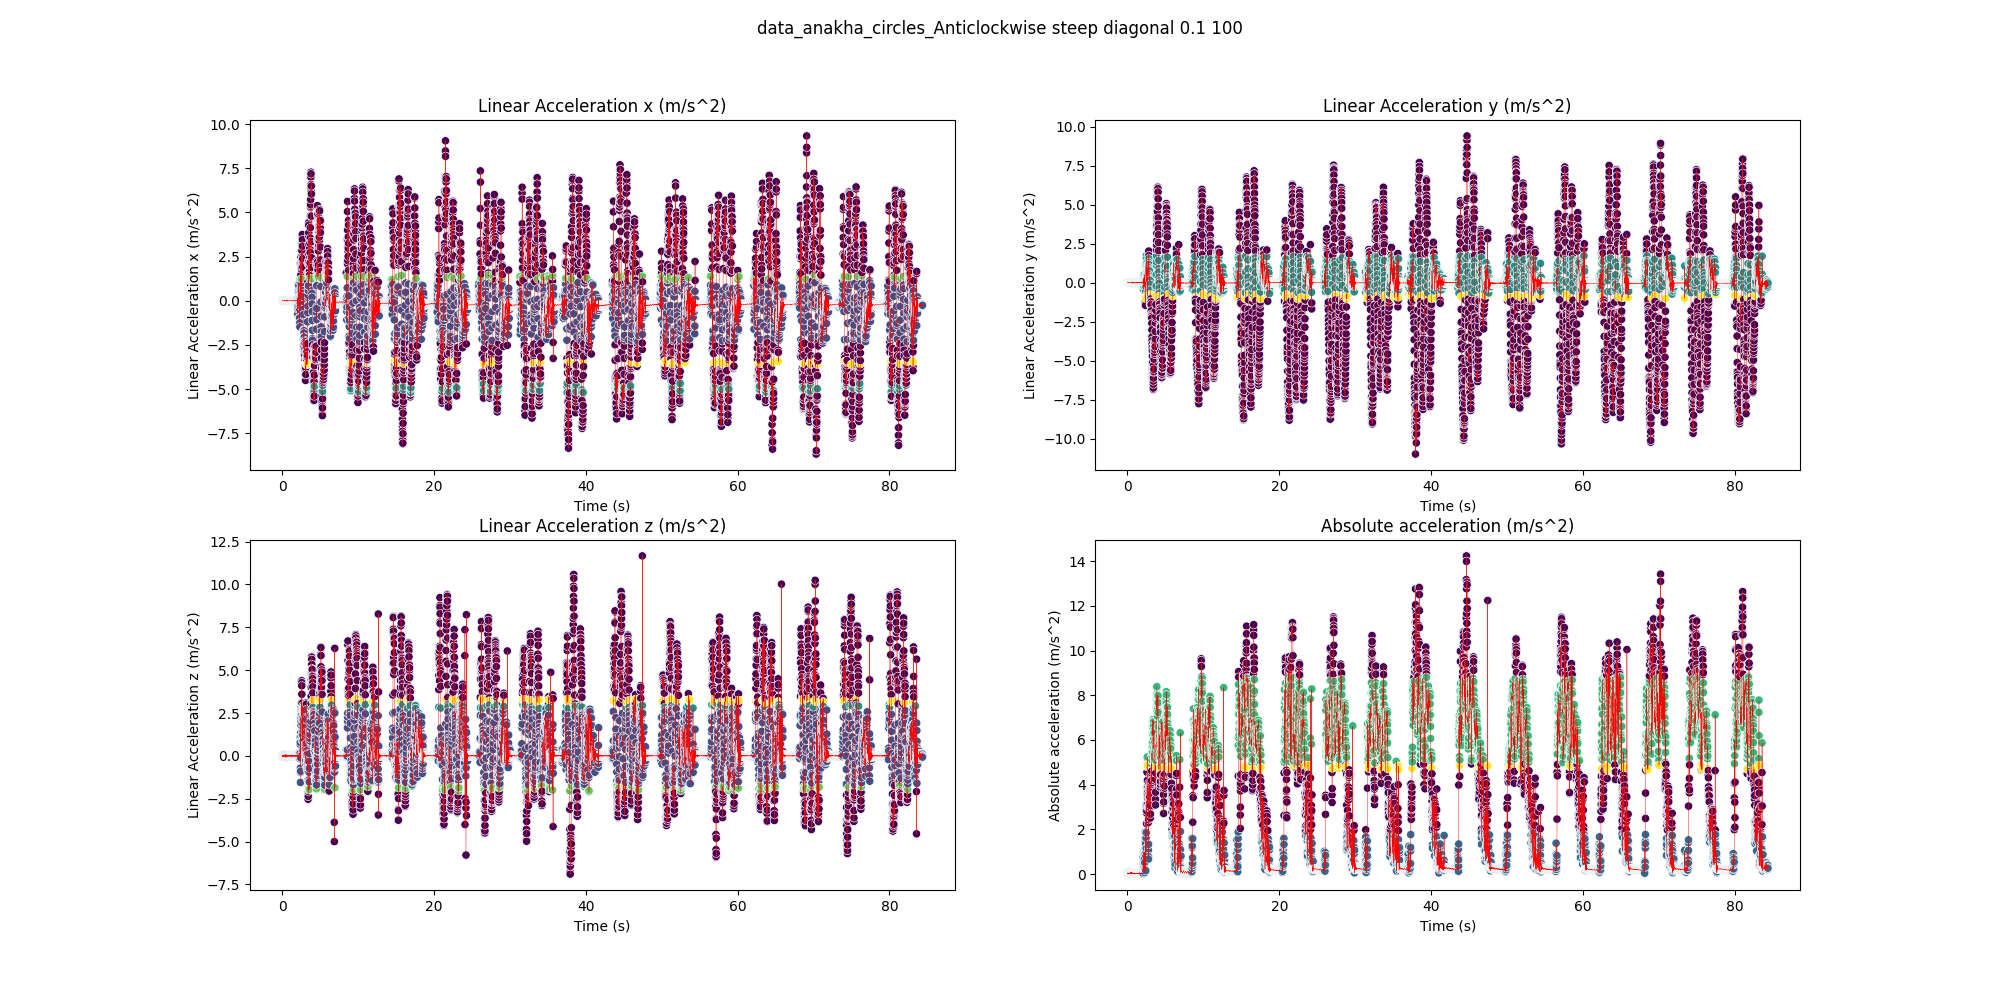 data_anakha_circles_Anticlockwise steep diagonal 0.1 100
Linear Acceleration x (m/s^2)
Linear Acceleration x (m/s^2)
10.0
7.5
5.0
2.5
0.0
−2.5
−5.0
−7.5
0 20 40 60 80
Time (s)
Linear Acceleration y (m/s^2)
Linear Acceleration y (m/s^2)
10.0
7.5
5.0
2.5
0.0
−2.5
−5.0
−7.5
−10.0
0 20 40 60 80
Time (s)
Linear Acceleration z (m/s^2)
Linear Acceleration z (m/s^2)
12.5
10.0
7.5
5.0
2.5
0.0
−2.5
−5.0
−7.5
0 20 40 60 80
Time (s)
Absolute acceleration (m/s^2)
Absolute acceleration (m/s^2)
14
12
10
8
6
4
2
0
0 20 40 60 80
Time (s)